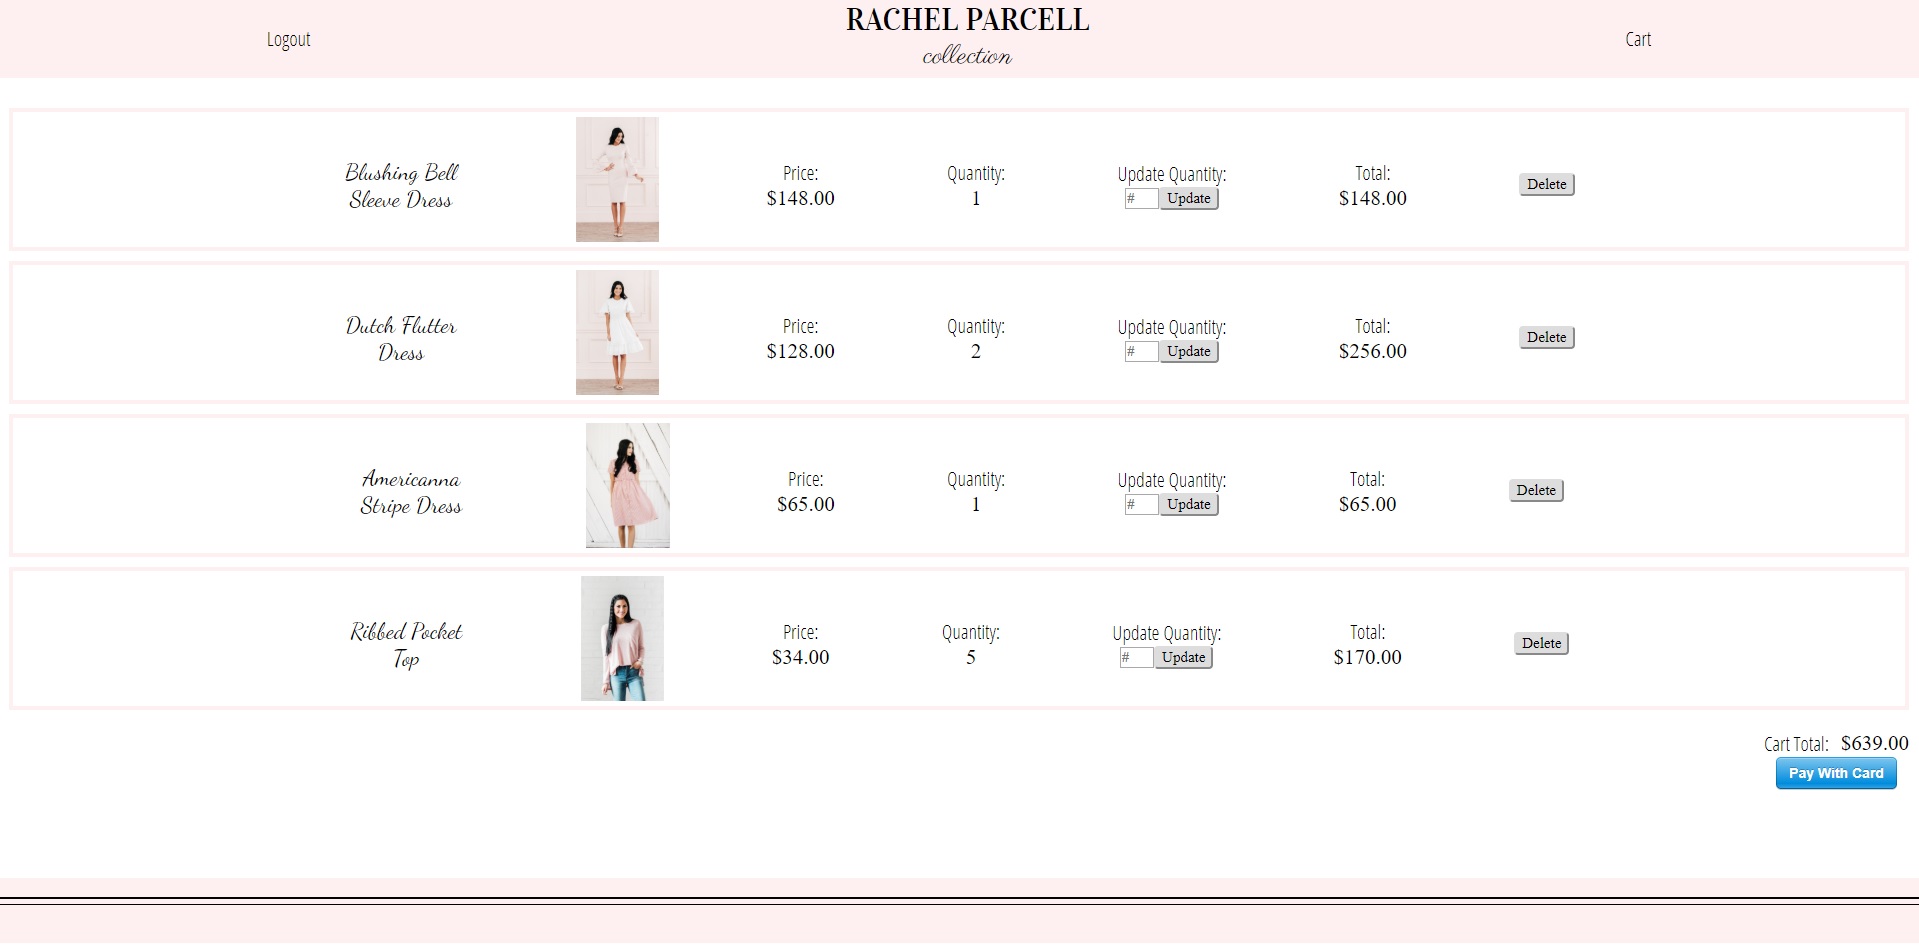 Logout
RACHEL PARCELL
collection
Cart
Blushing Bell
Sleeve Dress
Price:
$148.00
Quantity:
1
Update Quantity:
# Update
Total:
$148.00
Delete
Dutch Flutter
Dress
Price:
$128.00
Quantity:
2
Update Quantity:
# Update
Total:
$256.00
Delete
Americanna
Stripe Dress
Price:
$65.00
Quantity:
1
Update Quantity:
# Update
Total:
$65.00
Delete
Ribbed Pocket
Top
Price:
$34.00
Quantity:
5
Update Quantity:
# Update
Total:
$170.00
Delete
Cart Total: $639.00
Pay With Card